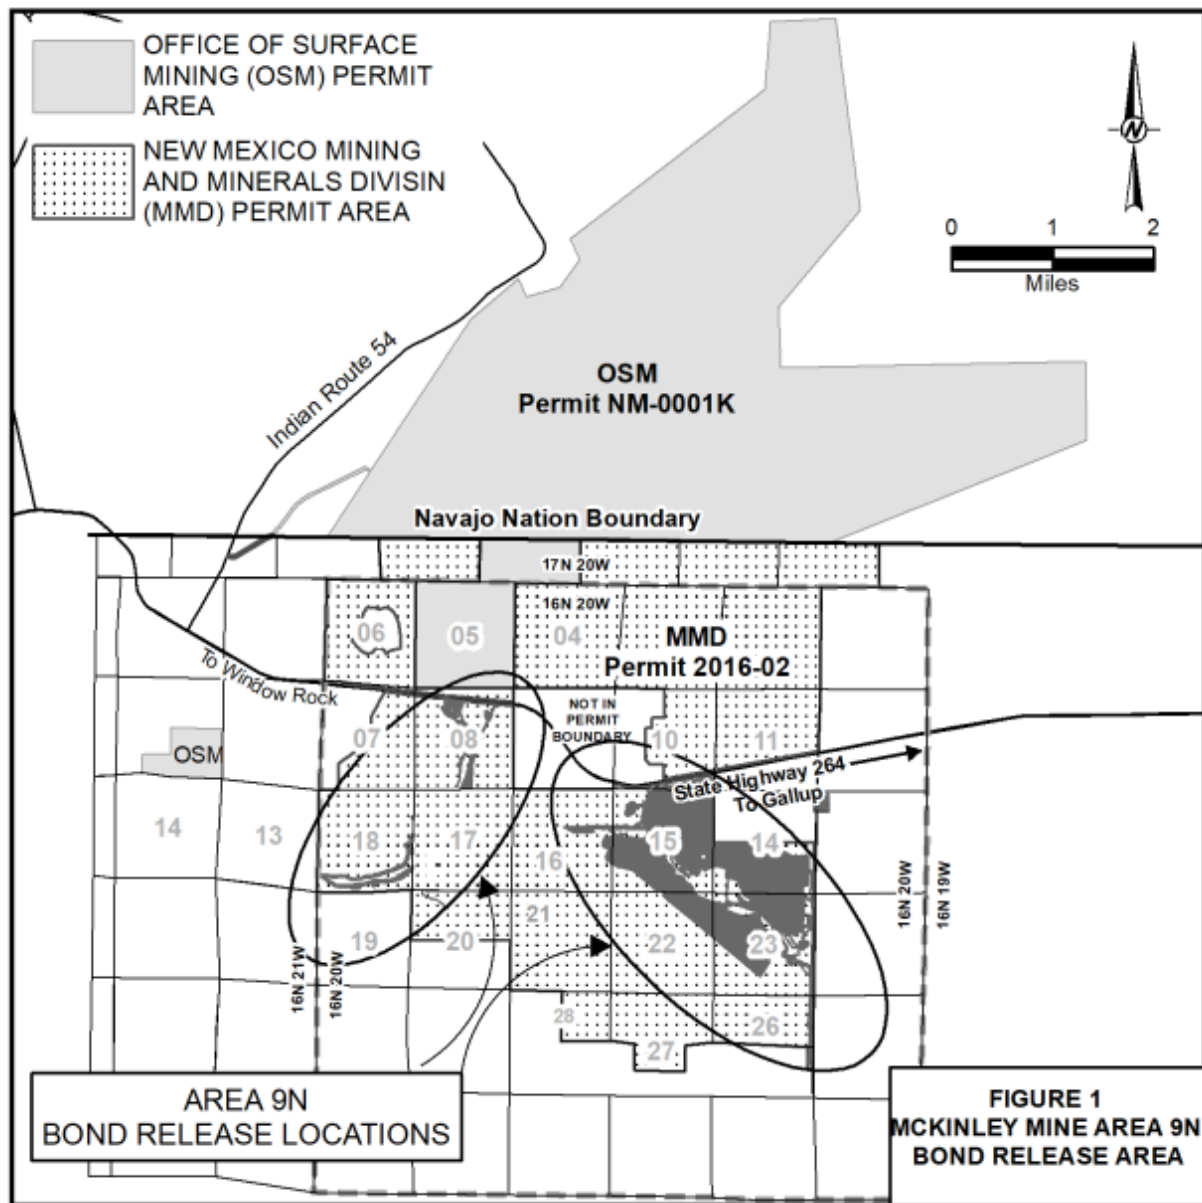 OFFICE OF SURFACE
MINING (OSM) PERMIT
AREA
NEW MEXICO MINING
AND MINERALS DIVISIN
(MMD) PERMIT AREA
N
0 1 2
Miles
Indian Route 54
OSM
Permit NM-0001K
Navajo Nation Boundary
17N 20W
16N 20W
06
05
04
MMD
Permit 2016-02
To Window Rock
NOT IN
PERMIT
BOUNDARY
07
08
10
11
OSM
State Highway 264
To Gallup
14
13
18
17
16
15
14
16N 21W
16N 20W
19
20
21
22
23
16N 20W
16N 19W
28
27
26
AREA 9N
BOND RELEASE LOCATIONS
FIGURE 1
MCKINLEY MINE AREA 9N
BOND RELEASE AREA